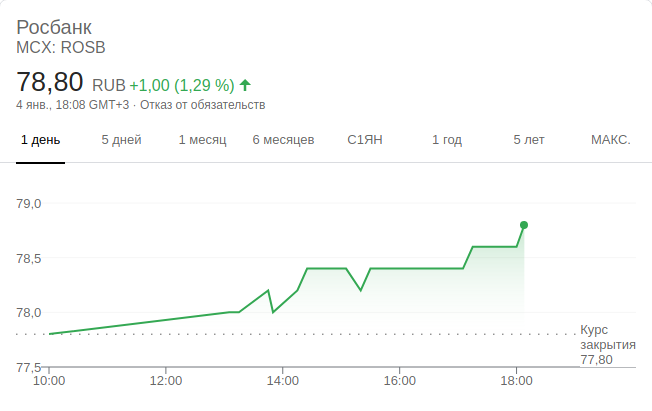 Росбанк
MCX: ROSB
78,80 RUB +1,00 (1,29 %)
4 янв., 18:08 GMT+3 · Отказ от обязательств
1 день 5 дней 1 месяц 6 месяцев С1ЯН 1 год 5 лет МАКС.
79,0
78,5
78,0
77,5
Курс
закрытия
77,80
10:00 12:00 14:00 16:00 18:00